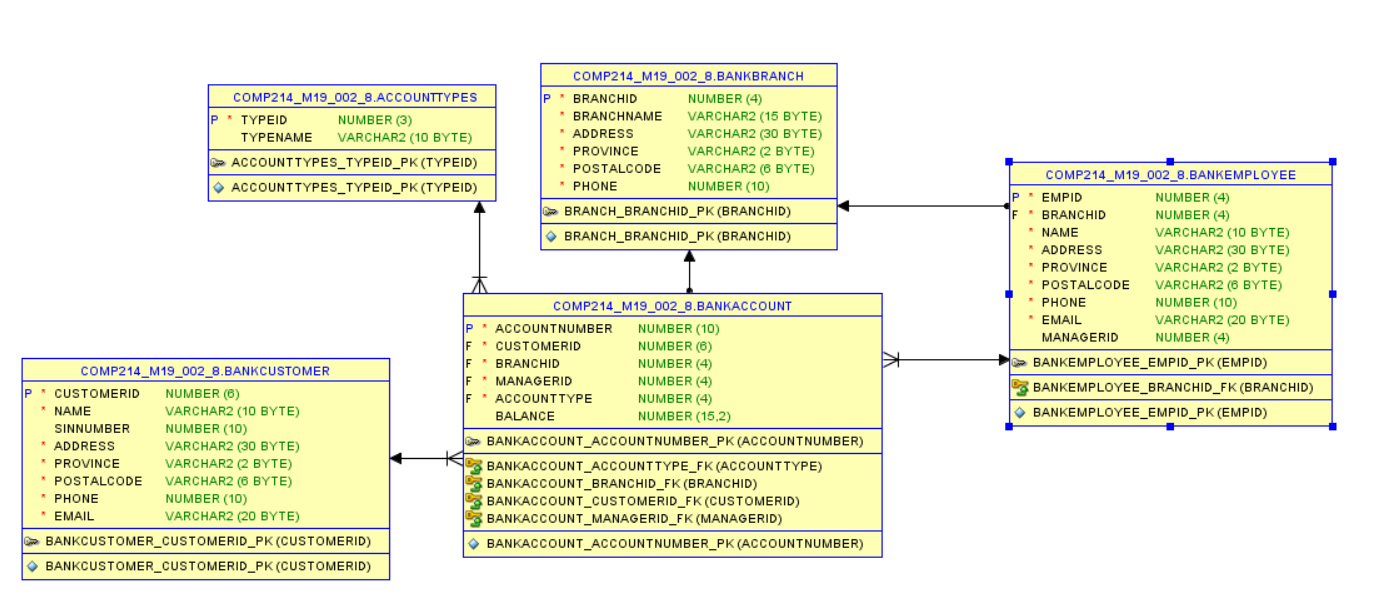 COMP214_M19_002_8.ACCOUNTTYPES
P * TYPEID NUMBER (3)
TYPENAME VARCHAR2 (10 BYTE)
ACCOUNTTYPES_TYPEID_PK (TYPEID)
ACCOUNTTYPES_TYPEID_PK (TYPEID)
COMP214_M19_002_8.BANKBRANCH
P * BRANCHID NUMBER (4)
* BRANCHNAME VARCHAR2 (15 BYTE)
* ADDRESS VARCHAR2 (30 BYTE)
* PROVINCE VARCHAR2 (2 BYTE)
* POSTALCODE VARCHAR2 (6 BYTE)
* PHONE NUMBER (10)
BRANCH_BRANCHID_PK (BRANCHID)
BRANCH_BRANCHID_PK (BRANCHID)
COMP214_M19_002_8.BANKEMPLOYEE
P * EMPID NUMBER (4)
F * BRANCHID NUMBER (4)
* NAME VARCHAR2 (10 BYTE)
* ADDRESS VARCHAR2 (30 BYTE)
* PROVINCE VARCHAR2 (2 BYTE)
* POSTALCODE VARCHAR2 (6 BYTE)
* PHONE NUMBER (10)
* EMAIL VARCHAR2 (20 BYTE)
MANAGERID NUMBER (4)
BANKEMPLOYEE_EMPID_PK (EMPID)
BANKEMPLOYEE_BRANCHID_FK (BRANCHID)
BANKEMPLOYEE_EMPID_PK (EMPID)
COMP214_M19_002_8.BANKACCOUNT
P * ACCOUNTNUMBER NUMBER (10)
F * CUSTOMERID NUMBER (6)
F * BRANCHID NUMBER (4)
F * MANAGERID NUMBER (4)
F * ACCOUNTTYPE NUMBER (4)
BALANCE NUMBER (15,2)
BANKACCOUNT_ACCOUNTNUMBER_PK (ACCOUNTNUMBER)
BANKACCOUNT_ACCOUNTTYPE_FK (ACCOUNTTYPE)
BANKACCOUNT_BRANCHID_FK (BRANCHID)
BANKACCOUNT_CUSTOMERID_FK (CUSTOMERID)
BANKACCOUNT_MANAGERID_FK (MANAGERID)
BANKACCOUNT_ACCOUNTNUMBER_PK (ACCOUNTNUMBER)
COMP214_M19_002_8.BANKCUSTOMER
P * CUSTOMERID NUMBER (6)
* NAME VARCHAR2 (10 BYTE)
SINNUMBER NUMBER (10)
* ADDRESS VARCHAR2 (30 BYTE)
* PROVINCE VARCHAR2 (2 BYTE)
* POSTALCODE VARCHAR2 (6 BYTE)
* PHONE NUMBER (10)
* EMAIL VARCHAR2 (20 BYTE)
BANKCUSTOMER_CUSTOMERID_PK (CUSTOMERID)
BANKCUSTOMER_CUSTOMERID_PK (CUSTOMERID)